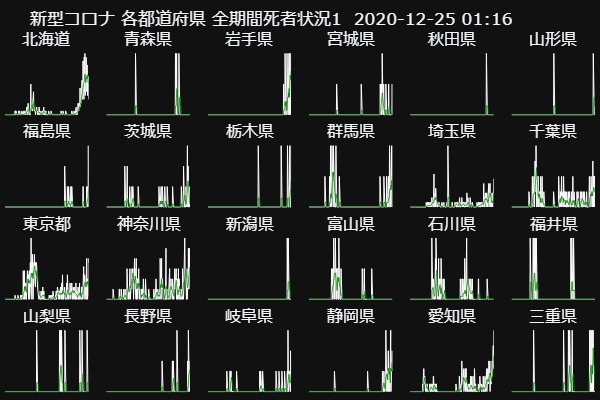 新型コロナ 各都道府県 全期間死者状況1 2020-12-25 01:16
北海道 青森県 岩手県 宮城県 秋田県 山形県
福島県 茨城県 栃木県 群馬県 埼玉県 千葉県
東京都 神奈川県 新潟県 富山県 石川県 福井県
山梨県 長野県 岐阜県 静岡県 愛知県 三重県